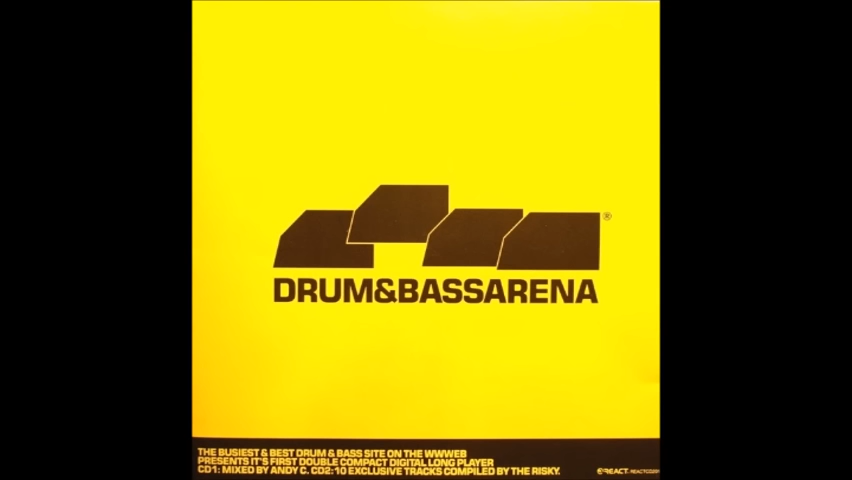 ®
DRUM&BASSARENA
THE BUSIEST & BEST DRUM & BASS SITE ON THE WWWEB
PRESENTS IT'S FIRST DOUBLE COMPACT DIGITAL LONG PLAYER
CD1: MIXED BY ANDY C. CD2: 10 EXCLUSIVE TRACKS COMPILED BY THE RISKY.
REACT.